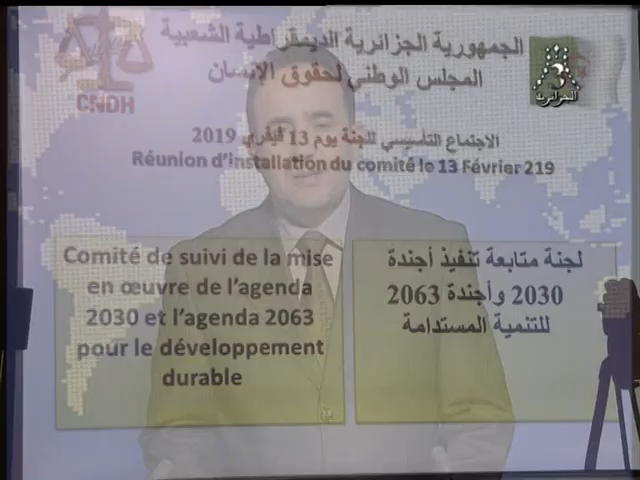 الجمهورية الجزائرية الديمقراطية الشعبية
المجلس الوطني لحقوق الإنسان
CNDH
الجزائرية
الاجتماع التأسيسي للجنة يوم 13 فيفري 2019
Réunion d'installation du comité le 13 Février 219
Comité de suivi de la mise
en œuvre de l'agenda
2030 et l'agenda 2063
pour le développement
durable
لجنة متابعة تنفيذ أجندة
2030 وأجندة 2063
للتنمية المستدامة